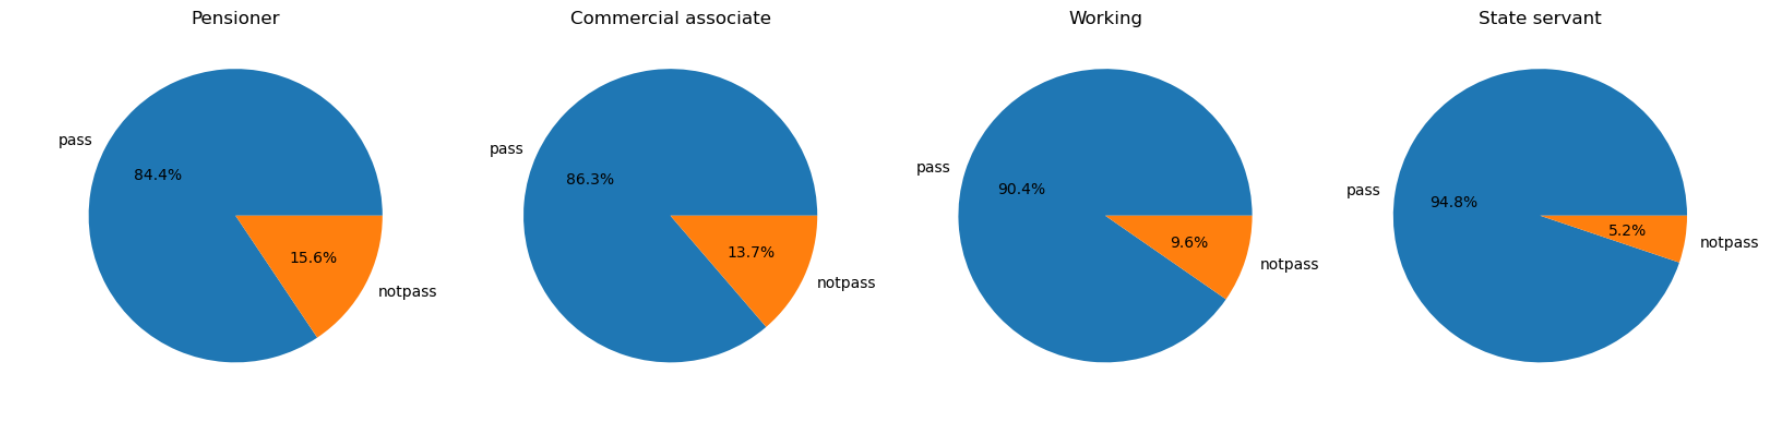 Pensioner
pass
84.4%
15.6%
notpass
Commercial associate
pass
86.3%
13.7%
notpass
Working
pass
90.4%
9.6%
notpass
State servant
pass
94.8%
5.2%
notpass